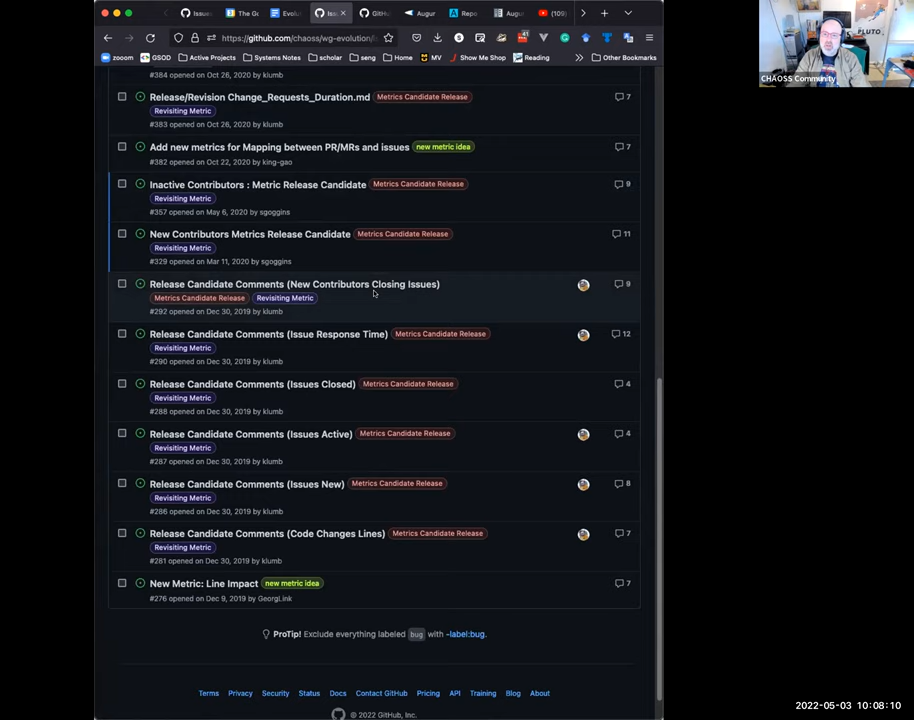 Issues
The Go
Evolut
Iss
GitHu
Augur
Repo
Augu
(109)
https://github.com/chaoss/wg-evolution/i
41
zooom
GSOD
Active Projects
Systems Notes
scholar
seng
Home
MV
Show Me Shop
Reading
Other Bookmarks
CHAOSS Community
#384 opened on Oct 26, 2020 by klumb
Release/Revision Change_Requests_Duration.md Metrics Candidate Release 7
Revisiting Metric
#383 opened on Oct 26, 2020 by klumb
Add new metrics for Mapping between PR/MRs and issues new metric idea 7
#382 opened on Oct 22, 2020 by king-gao
Inactive Contributors : Metric Release Candidate Metrics Candidate Release 9
Revisiting Metric
#357 opened on May 6, 2020 by sgoggins
New Contributors Metrics Release Candidate Metrics Candidate Release 11
Revisiting Metric
#329 opened on Mar 11, 2020 by sgoggins
Release Candidate Comments (New Contributors Closing Issues) 9
Metrics Candidate Release Revisiting Metric
#292 opened on Dec 30, 2019 by klumb
Release Candidate Comments (Issue Response Time) Metrics Candidate Release 12
Revisiting Metric
#290 opened on Dec 30, 2019 by klumb
Release Candidate Comments (Issues Closed) Metrics Candidate Release 4
Revisiting Metric
#288 opened on Dec 30, 2019 by klumb
Release Candidate Comments (Issues Active) Metrics Candidate Release 4
Revisiting Metric
#287 opened on Dec 30, 2019 by klumb
Release Candidate Comments (Issues New) Metrics Candidate Release 8
Revisiting Metric
#286 opened on Dec 30, 2019 by klumb
Release Candidate Comments (Code Changes Lines) Metrics Candidate Release 7
Revisiting Metric
#281 opened on Dec 30, 2019 by klumb
New Metric: Line Impact new metric idea 7
#276 opened on Dec 9, 2019 by GeorgLink
ProTip! Exclude everything labeled bug with -label:bug.
Terms Privacy Security Status Docs Contact GitHub Pricing API Training Blog About
© 2022 GitHub, Inc.
2022-05-03 10:08:10